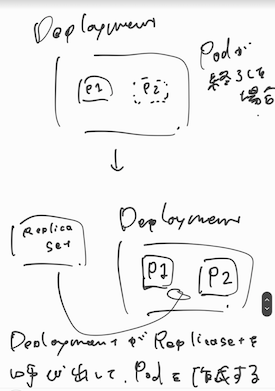 Deployment
Podが
終了した
場合
P1
P2
Replica
Set
Deployment
P1
P2
DeploymentがReplicasetを
呼び出して、Podを作成する